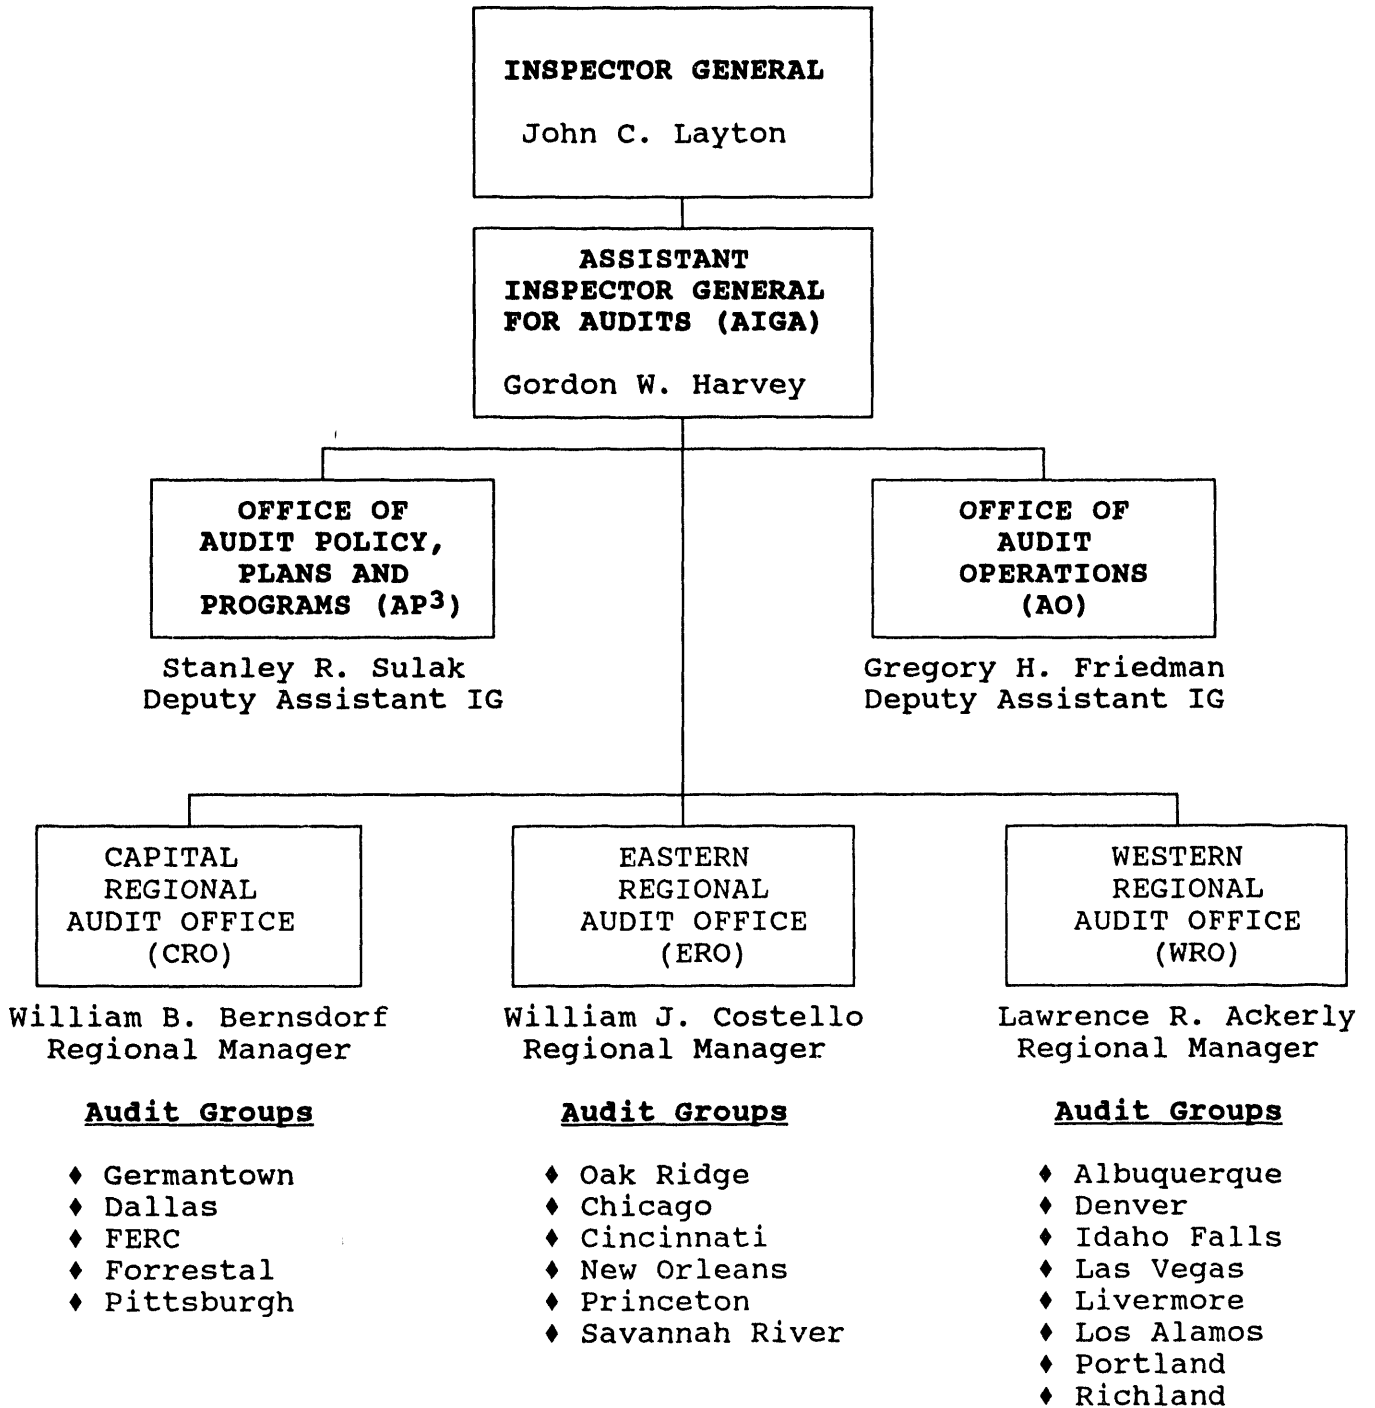 INSPECTOR GENERAL
John C. Layton
ASSISTANT
INSPECTOR GENERAL
FOR AUDITS (AIGA)
Gordon W. Harvey
OFFICE OF
AUDIT POLICY,
PLANS AND
PROGRAMS (AP³)
Stanley R. Sulak
Deputy Assistant IG
OFFICE OF
AUDIT
OPERATIONS
(AO)
Gregory H. Friedman
Deputy Assistant IG
CAPITAL
REGIONAL
AUDIT OFFICE
(CRO)
William B. Bernsdorf
Regional Manager
Audit Groups
♦ Germantown
♦ Dallas
♦ FERC
♦ Forrestal
♦ Pittsburgh
EASTERN
REGIONAL
AUDIT OFFICE
(ERO)
William J. Costello
Regional Manager
Audit Groups
♦ Oak Ridge
♦ Chicago
♦ Cincinnati
♦ New Orleans
♦ Princeton
♦ Savannah River
WESTERN
REGIONAL
AUDIT OFFICE
(WRO)
Lawrence R. Ackerly
Regional Manager
Audit Groups
♦ Albuquerque
♦ Denver
♦ Idaho Falls
♦ Las Vegas
♦ Livermore
♦ Los Alamos
♦ Portland
♦ Richland